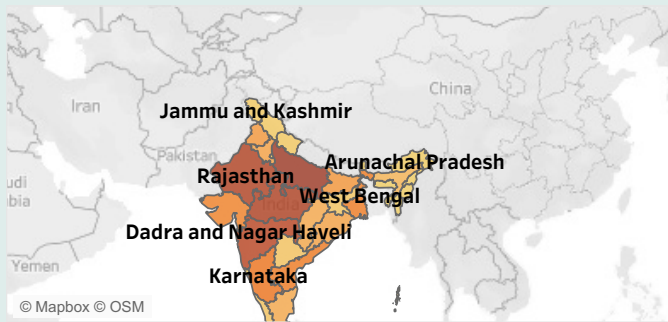 China
Iran
Jammu and Kashmir
Pakistan
Arunachal Pradesh
Rajasthan
West Bengal
India
Dadra and Nagar Haveli
Yemen
Karnataka
© Mapbox © OSM